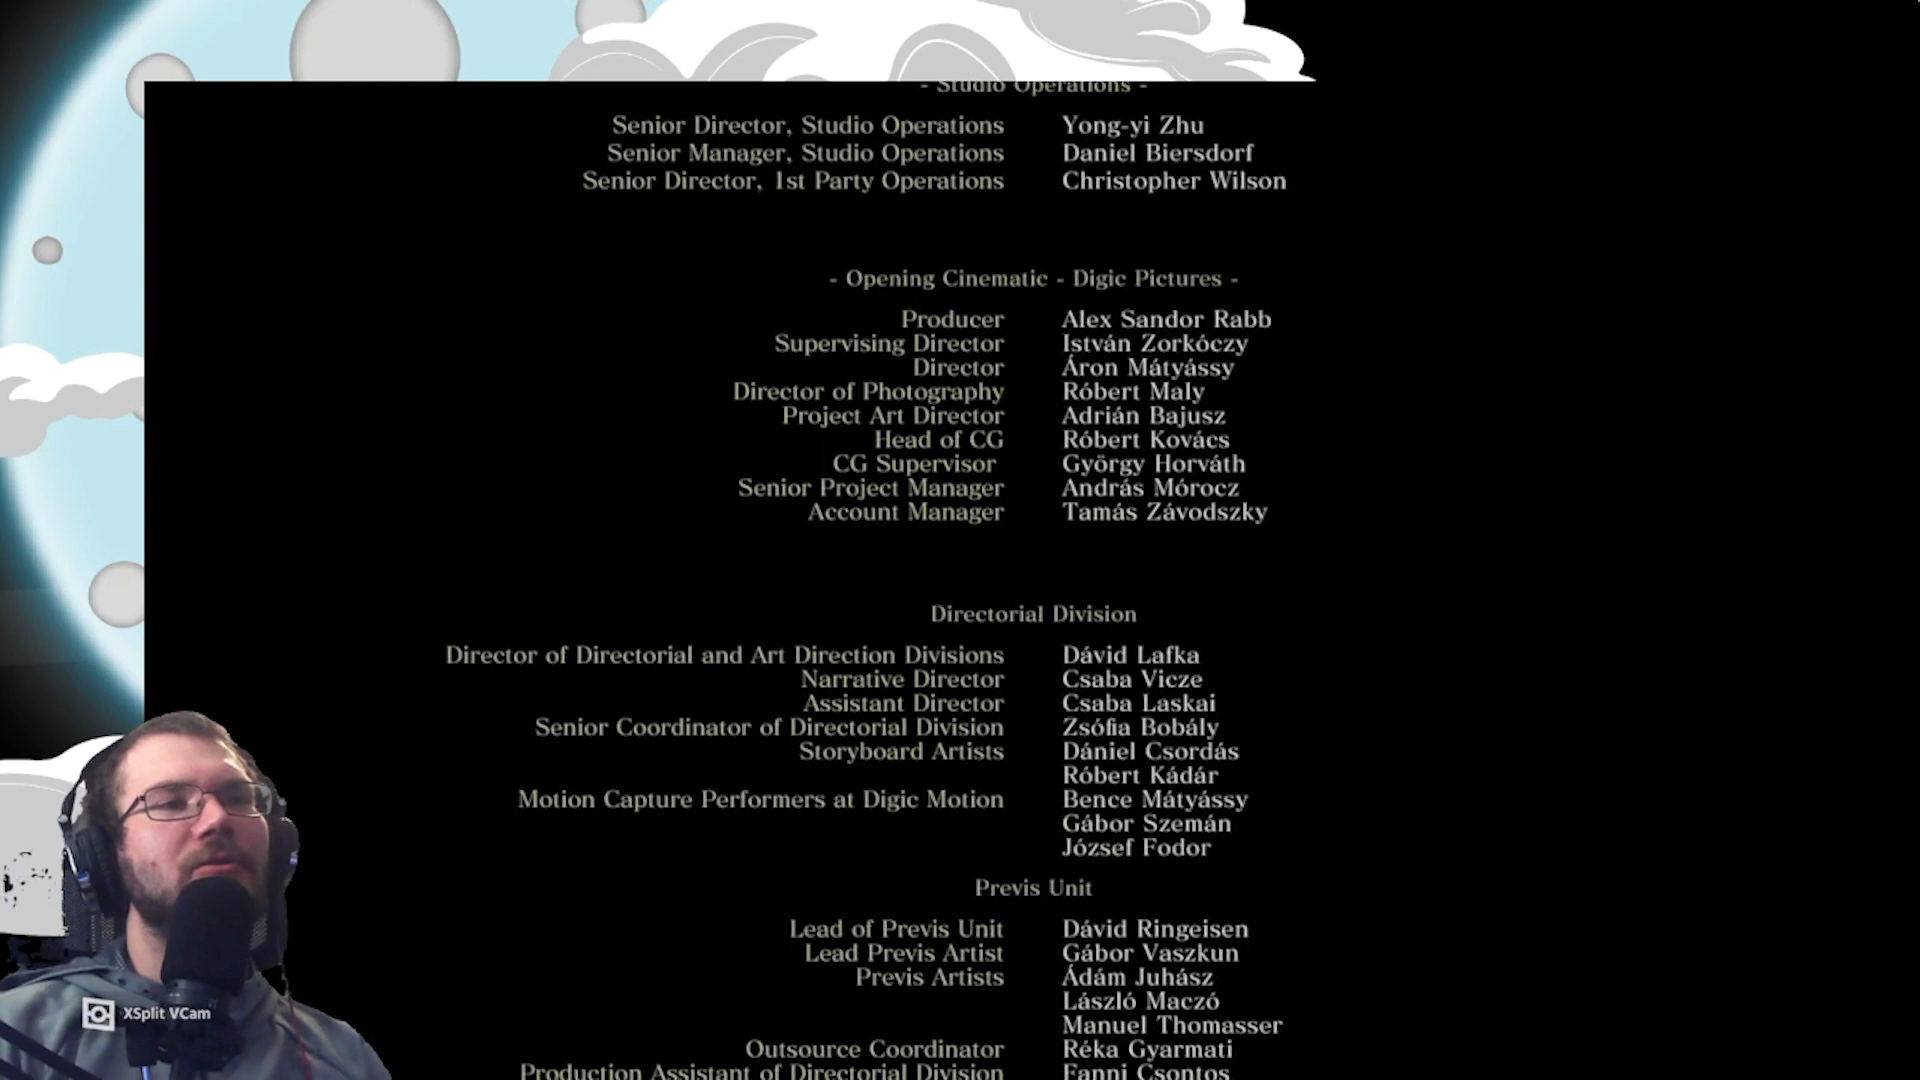 - Studio Operations -
Senior Director, Studio Operations Yong-yi Zhu
Senior Manager, Studio Operations Daniel Biersdorf
Senior Director, 1st Party Operations Christopher Wilson
- Opening Cinematic - Digic Pictures -
Producer Alex Sandor Rabb
Supervising Director István Zorkóczy
Director Áron Mátyássy
Director of Photography Róbert Maly
Project Art Director Adrián Bajusz
Head of CG Róbert Kovács
CG Supervisor György Horváth
Senior Project Manager András Mórocz
Account Manager Tamás Závodszky
Directorial Division
Director of Directorial and Art Direction Divisions Dávid Lafka
Narrative Director Csaba Vicze
Assistant Director Csaba Laskai
Senior Coordinator of Directorial Division Zsófia Bobály
Storyboard Artists Dániel Csordás
Róbert Kádár
Motion Capture Performers at Digic Motion Bence Mátyássy
Gábor Szemán
József Fodor
Previs Unit
Lead of Previs Unit Dávid Ringeisen
Lead Previs Artist Gábor Vaszkun
Previs Artists Ádám Juhász
László Maczó
Manuel Thomasser
Outsource Coordinator Réka Gyarmati
Production Assistant of Directorial Division Fanni Csontos
XSplit VCam